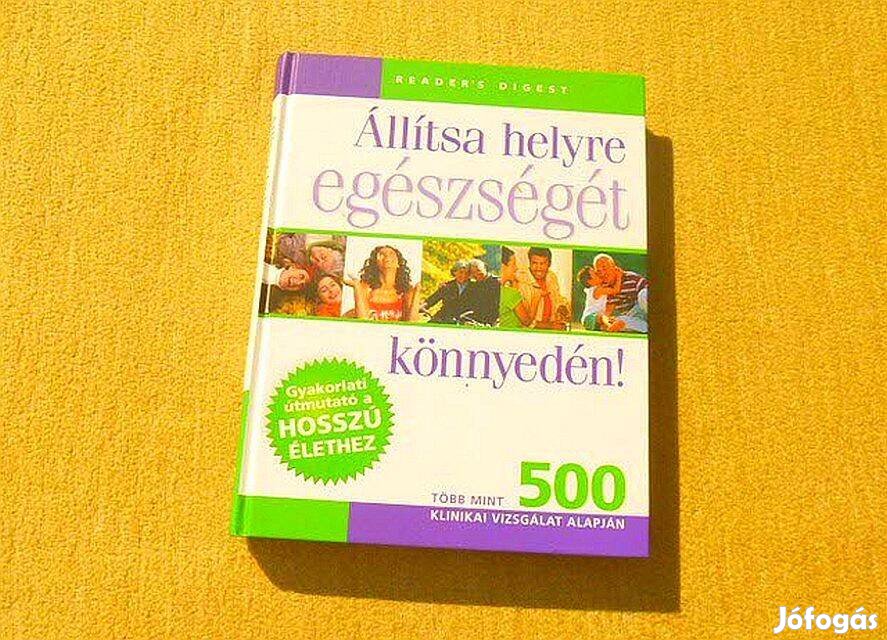 READER'S DIGEST
Állítsa helyre
egészségét
könnyedén!
Gyakorlati
útmutató a
HOSSZÚ
ÉLETHEZ
TÖBB MINT 500
KLINIKAI VIZSGÁLAT ALAPJÁN
Jófogás